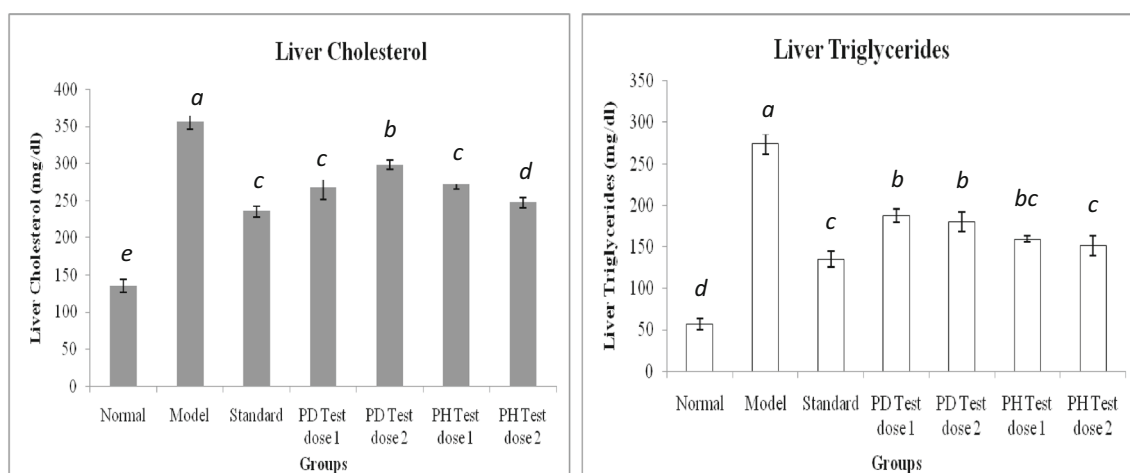 Liver Cholesterol
Liver Cholesterol (mg/dl)
400
350
300
250
200
150
100
50
0
e
a
c
c
b
c
d
Normal Model Standard PD Test dose 1 PD Test dose 2 PH Test dose 1 PH Test dose 2
Groups
Liver Triglycerides
Liver Triglycerides (mg/dl)
350
300
250
200
150
100
50
0
d
a
c
b
b
bc
c
Normal Model Standard PD Test dose 1 PD Test dose 2 PH Test dose 1 PH Test dose 2
Groups